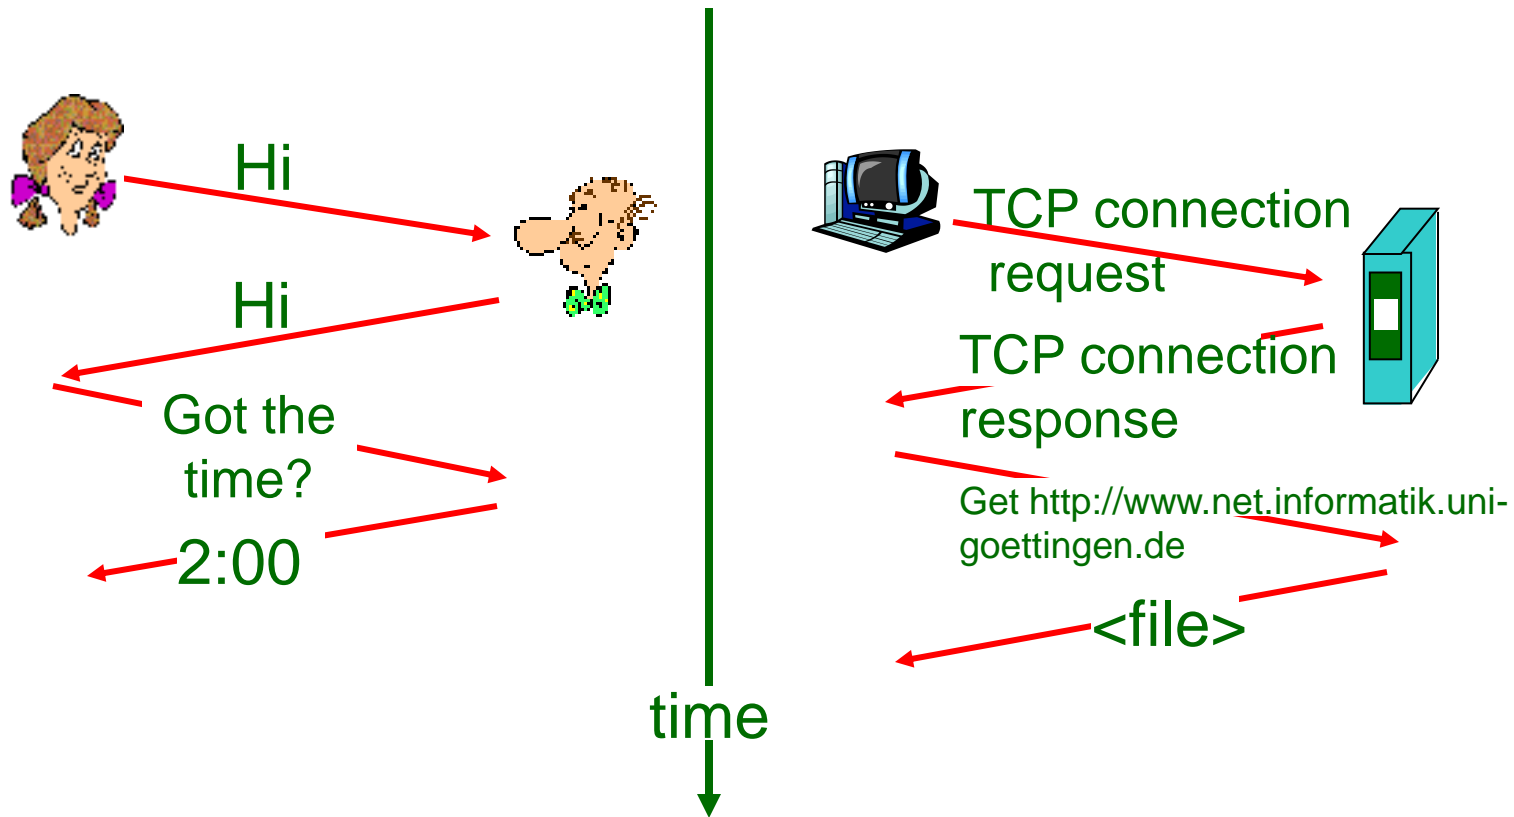 Hi
Hi
Got the
time?
2:00
TCP connection
request
TCP connection
response
Get http://www.net.informatik.uni-
goettingen.de
<file>
time